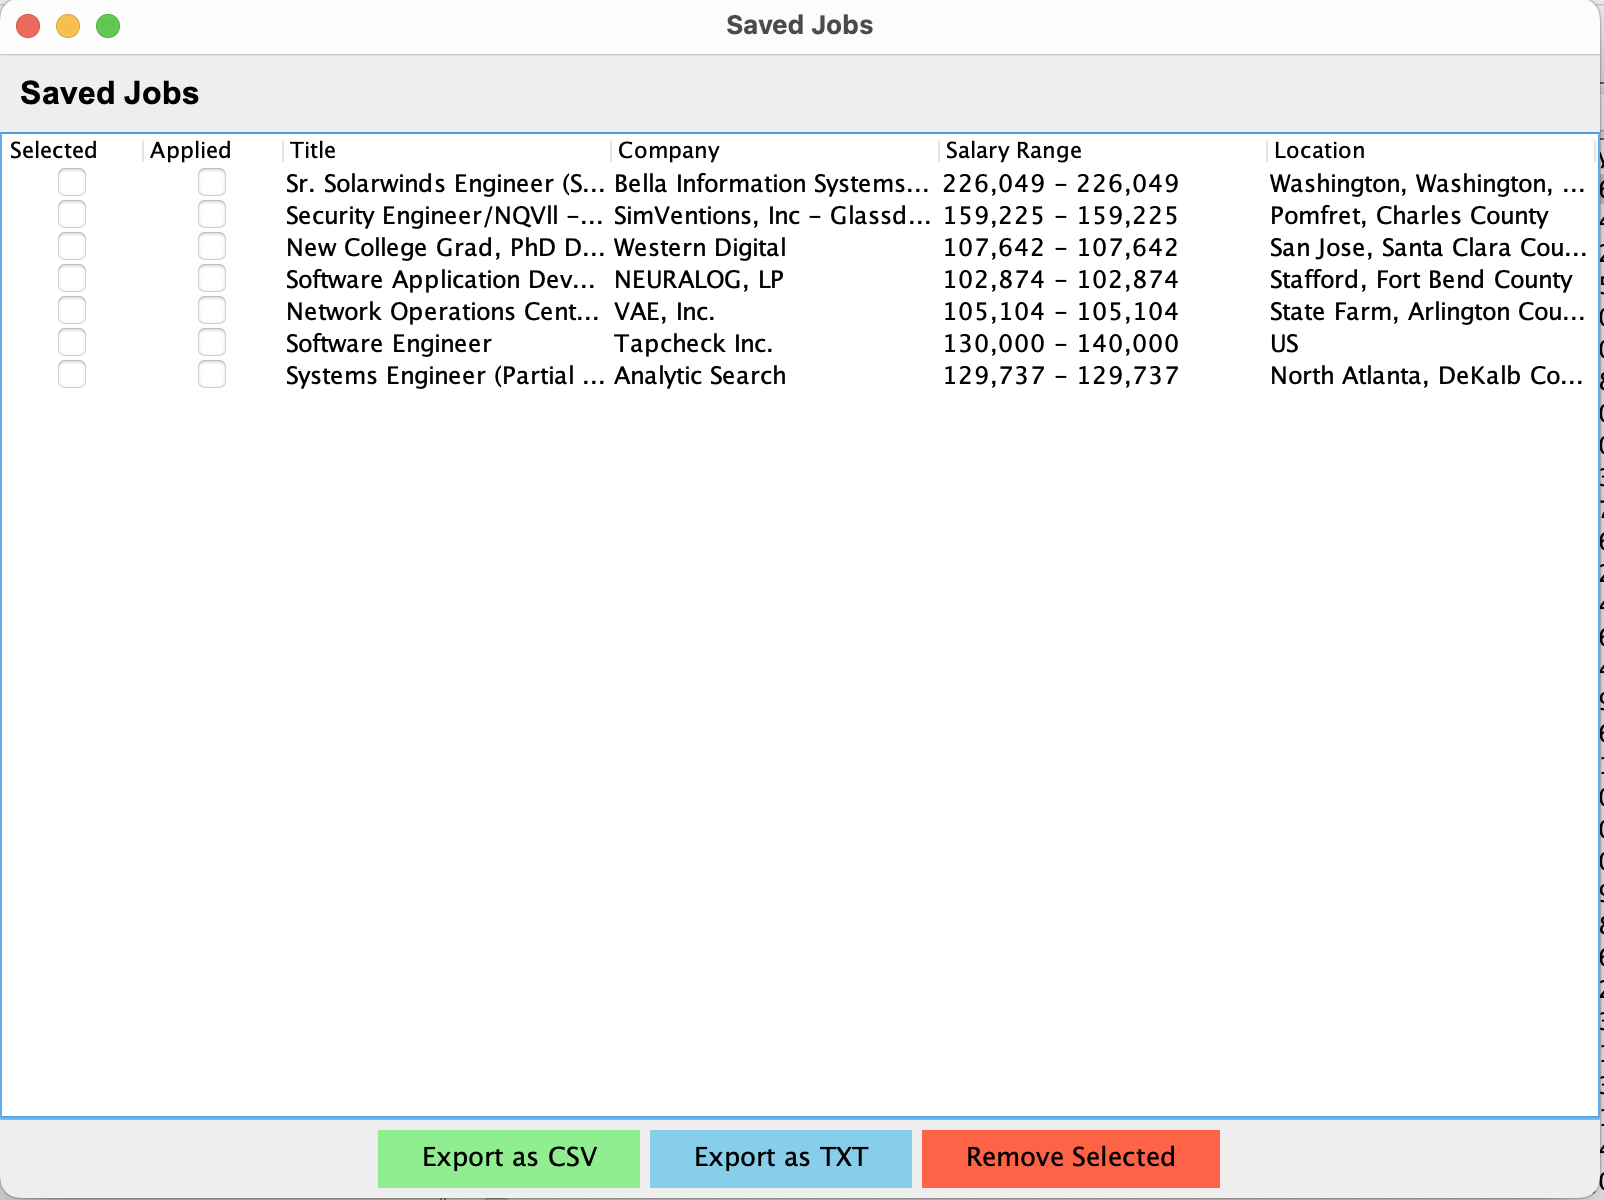 Saved Jobs
Saved Jobs
Selected Applied Title Company Salary Range Location
Sr. Solarwinds Engineer (S... Bella Information Systems... 226,049 - 226,049 Washington, Washington, ...
Security Engineer/NQVll -... SimVentions, Inc - Glassd... 159,225 - 159,225 Pomfret, Charles County
New College Grad, PhD D... Western Digital 107,642 - 107,642 San Jose, Santa Clara Cou...
Software Application Dev... NEURALOG, LP 102,874 - 102,874 Stafford, Fort Bend County
Network Operations Cent... VAE, Inc. 105,104 - 105,104 State Farm, Arlington Cou...
Software Engineer Tapcheck Inc. 130,000 - 140,000 US
Systems Engineer (Partial ... Analytic Search 129,737 - 129,737 North Atlanta, DeKalb Co...
Export as CSV Export as TXT Remove Selected